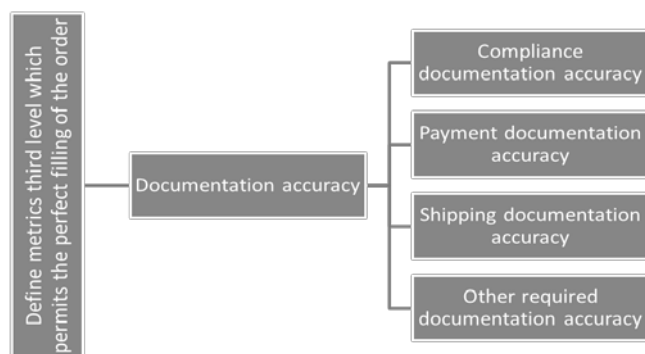 Define metrics third level which
permits the perfect filling of the order
Documentation accuracy
Compliance
documentation accuracy
Payment documentation
accuracy
Shipping documentation
accuracy
Other required
documentation accuracy